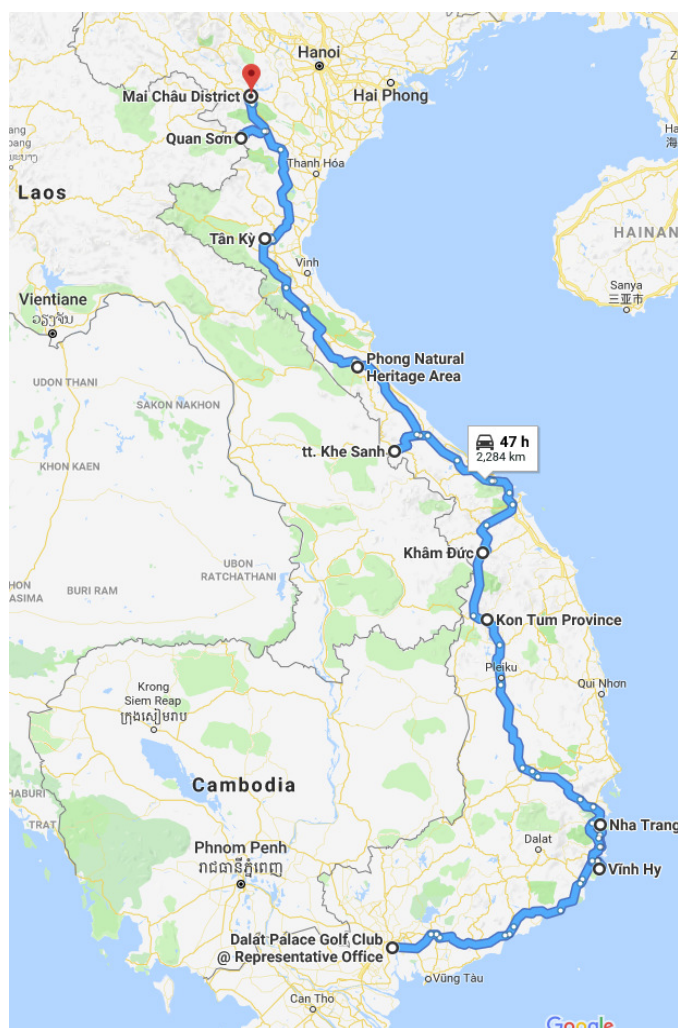 Hanoi
Mai Châu District
Hai Phong
Quan Sơn
Thanh Hóa
Laos
HAINAN
Tân Kỳ
Vinh
Sanya
三亚市
Vientiane
ວຽງຈັນ
Phong Natural
Heritage Area
UDON THANI
SAKON NAKHON
47 h
2,284 km
tt. Khe Sanh
KHON KAEN
Khâm Đức
UBON
RATCHATHANI
BURI RAM
ASIMA
Kon Tum Province
Pleiku
Qui Nhơn
Krong
Siem Reap
ក្រុងសៀមរាប
Cambodia
ABURI
TRAT
Nha Trang
Dalat
Phnom Penh
រាជធានីភ្នំពេញ
Vĩnh Hy
Dalat Palace Golf Club
@ Representative Office
Vũng Tàu
Can Tho
Google